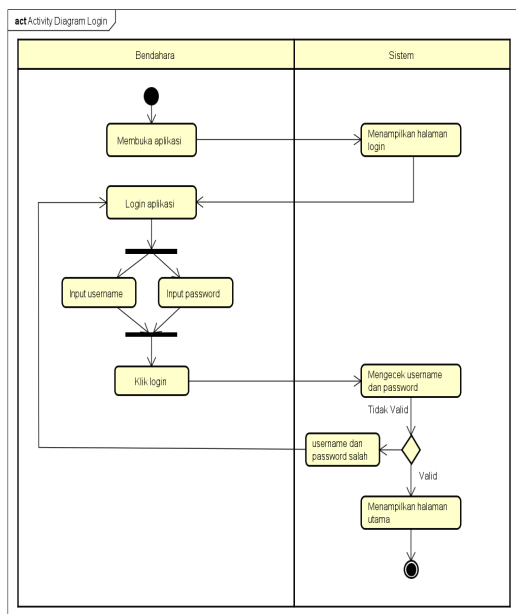 act Activity Diagram Login
Bendahara
Sistem
Membuka aplikasi
Menampilkan halaman
login
Login aplikasi
Input username
Input password
Klik login
Mengecek username
dan password
Tidak Valid
username dan
password salah
Valid
Menampilkan halaman
utama